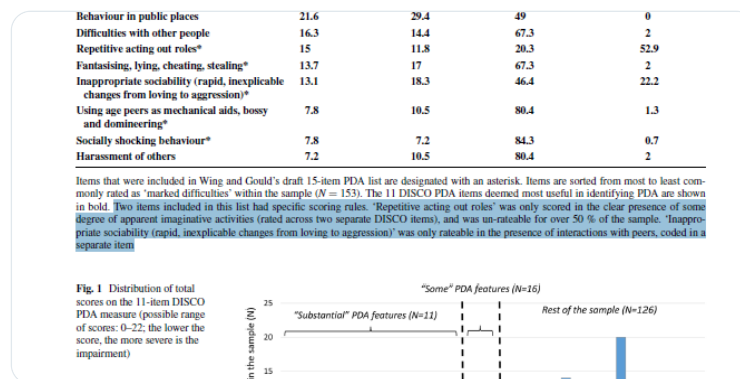 Behaviour in public places 21.6 29.4 49 0
Difficulties with other people 16.3 14.4 67.3 2
Repetitive acting out roles* 15 11.8 20.3 52.9
Fantasising, lying, cheating, stealing* 13.7 17 67.3 2
Inappropriate sociability (rapid, inexplicable 13.1 18.3 46.4 22.2
changes from loving to aggression)*
Using age peers as mechanical aids, bossy 7.8 10.5 80.4 1.3
and domineering*
Socially shocking behaviour* 7.8 7.2 84.3 0.7
Harassment of others 7.2 10.5 80.4 2
Items that were included in Wing and Gould's draft 15-item PDA list are designated with an asterisk. Items are sorted from most to least com-
monly rated as 'marked difficulties' within the sample (N = 153). The 11 DISCO PDA items deemed most useful in identifying PDA are shown
in bold. Two items included in this list had specific scoring rules. 'Repetitive acting out roles' was only scored in the clear presence of some
degree of apparent imaginative activities (rated across two separate DISCO items), and was un-rateable for over 50 % of the sample. 'Inappro-
priate sociability (rapid, inexplicable changes from loving to aggression)' was only rateable in the presence of interactions with peers, coded in a
separate item
Fig. 1 Distribution of total
scores on the 11-item DISCO
PDA measure (possible range
of scores: 0–22; the lower the
score, the more severe is the
impairment)
"Some" PDA features (N=16)
"Substantial" PDA features (N=11)
Rest of the sample (N=126)
25
20
15
in the sample (N)